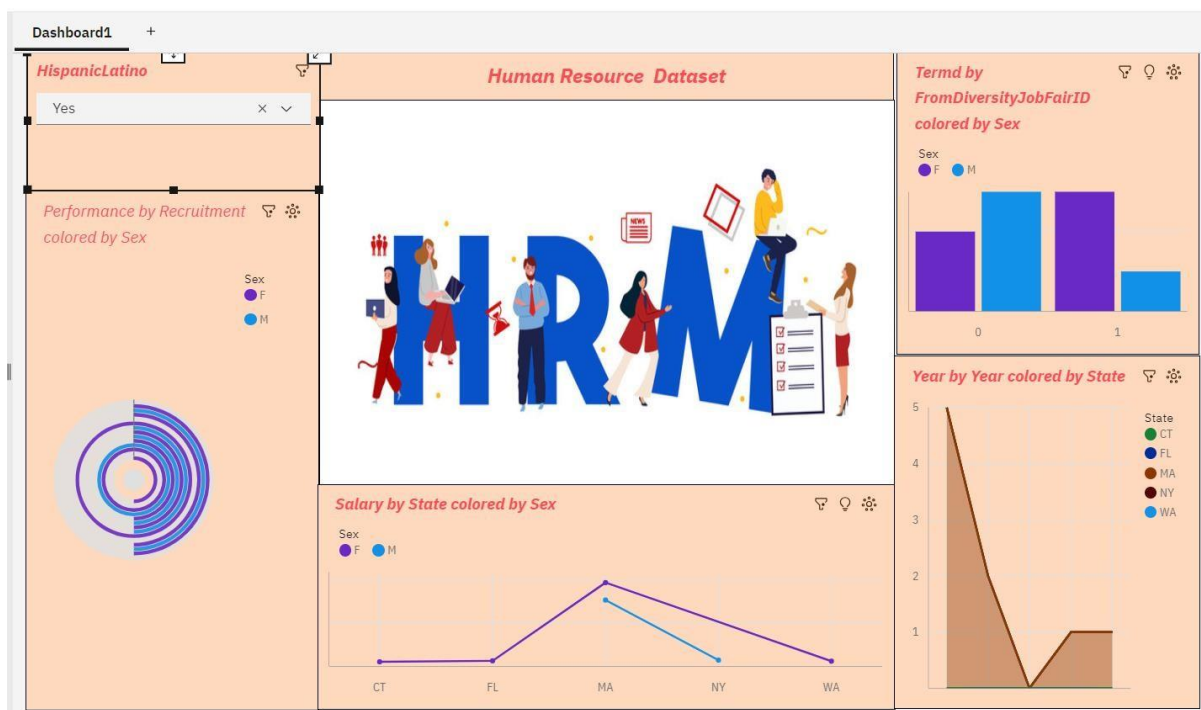 Dashboard1 +
HispanicLatino
Yes
Performance by Recruitment
colored by Sex
Sex
F
M
Human Resource Dataset
NEWS
HRM
Salary by State colored by Sex
Sex
F M
CT FL MA NY WA
Termd by
FromDiversityJobFairID
colored by Sex
Sex
F M
0 1
Year by Year colored by State
5
4
3
2
1
State
CT
FL
MA
NY
WA